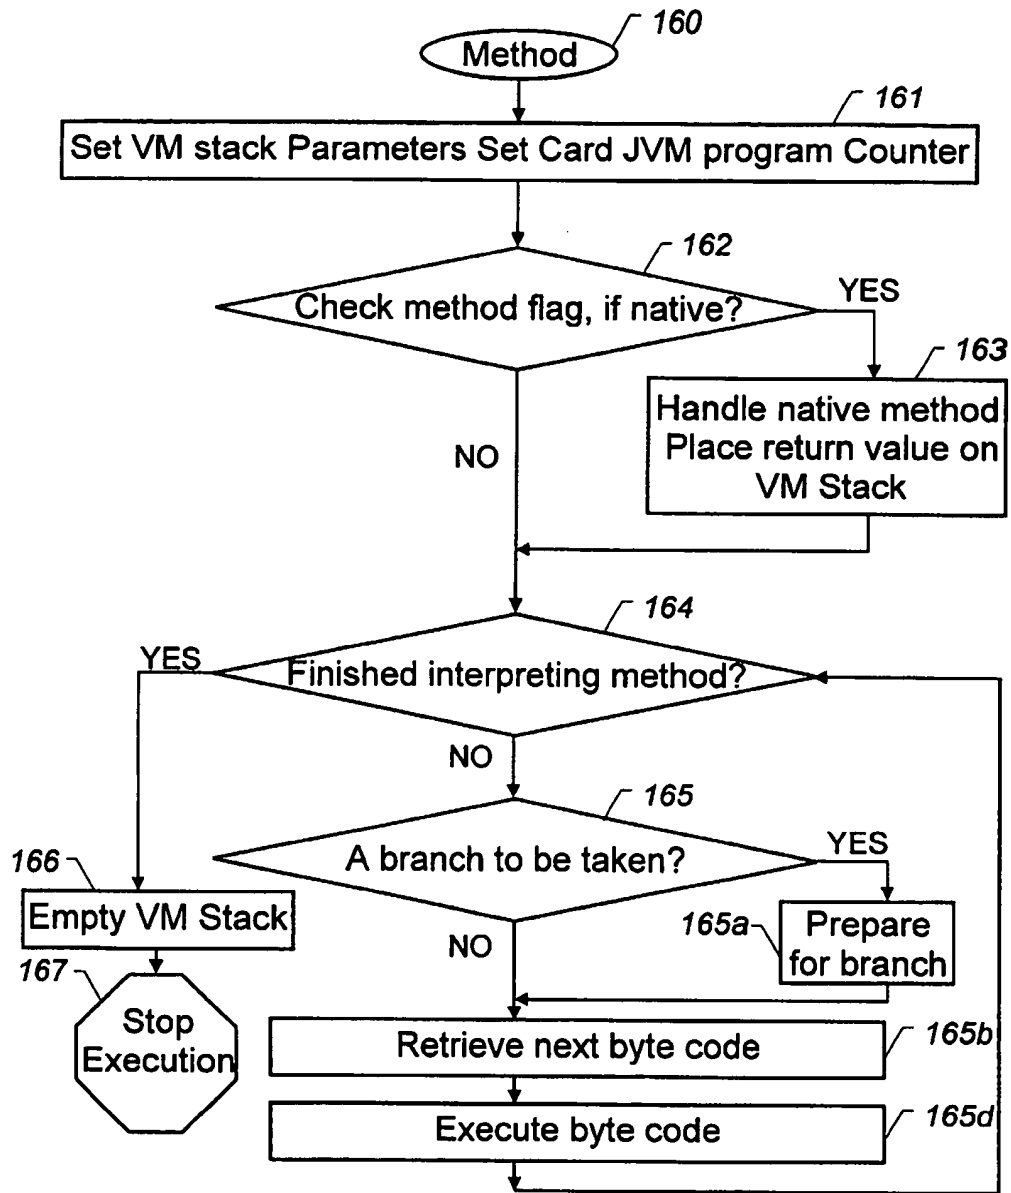 160
Method
161
Set VM stack Parameters Set Card JVM program Counter
162
Check method flag, if native?
YES
163
Handle native method
Place return value on
VM Stack
NO
164
YES
Finished interpreting method?
NO
165
A branch to be taken?
YES
166
Empty VM Stack
165a
Prepare
for branch
NO
167
Stop
Execution
Retrieve next byte code
165b
Execute byte code
165d